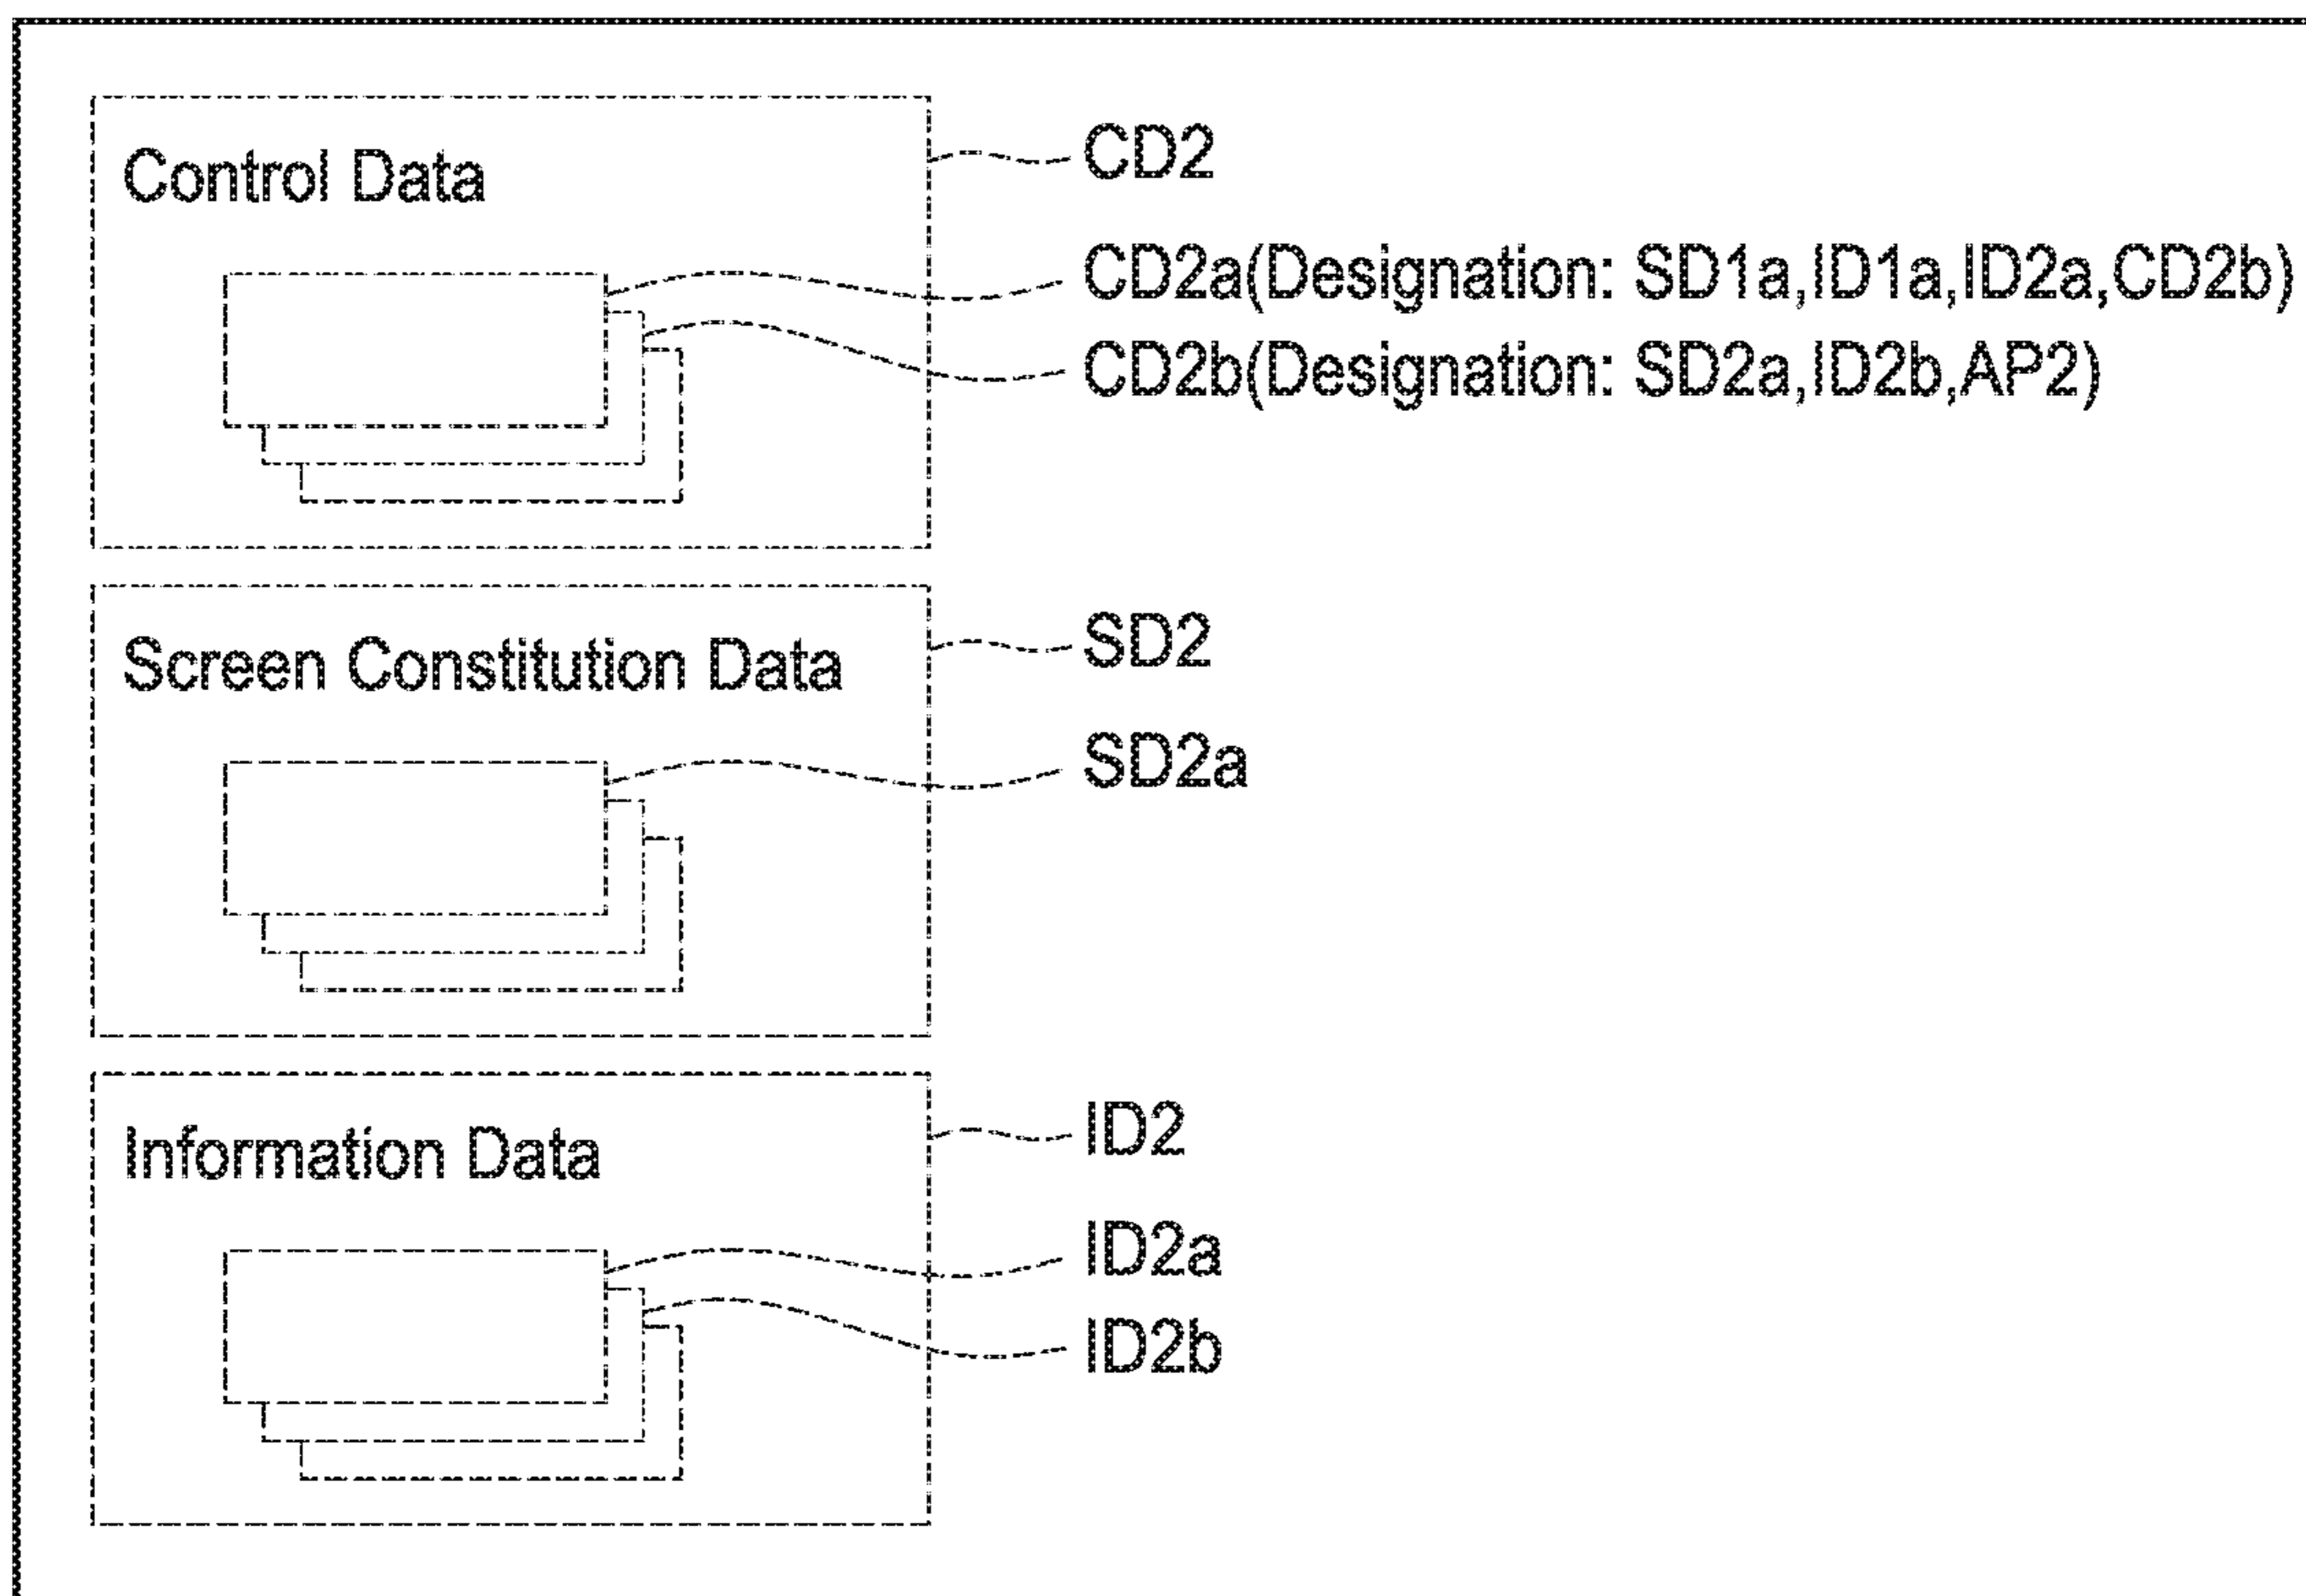 Control Data
CD2
CD2a(Designation: SD1a,ID1a,ID2a,CD2b)
CD2b(Designation: SD2a,ID2b,AP2)
Screen Constitution Data
SD2
SD2a
Information Data
ID2
ID2a
ID2b